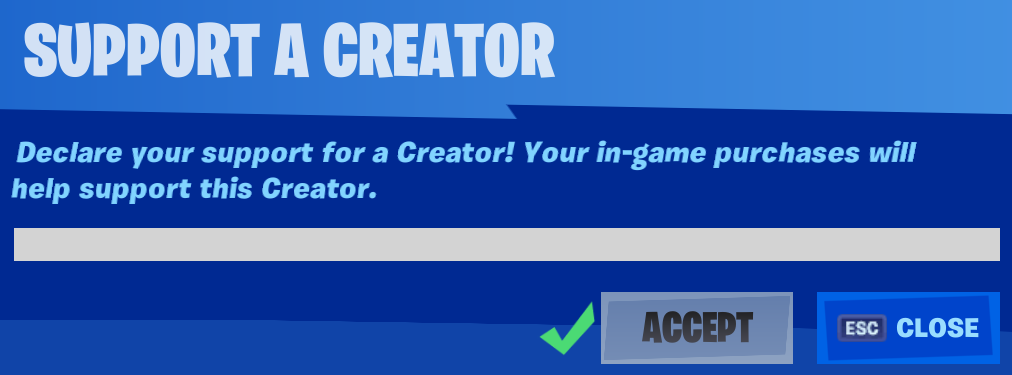 SUPPORT A CREATOR
Declare your support for a Creator! Your in-game purchases will
help support this Creator.
ACCEPT
ESC CLOSE